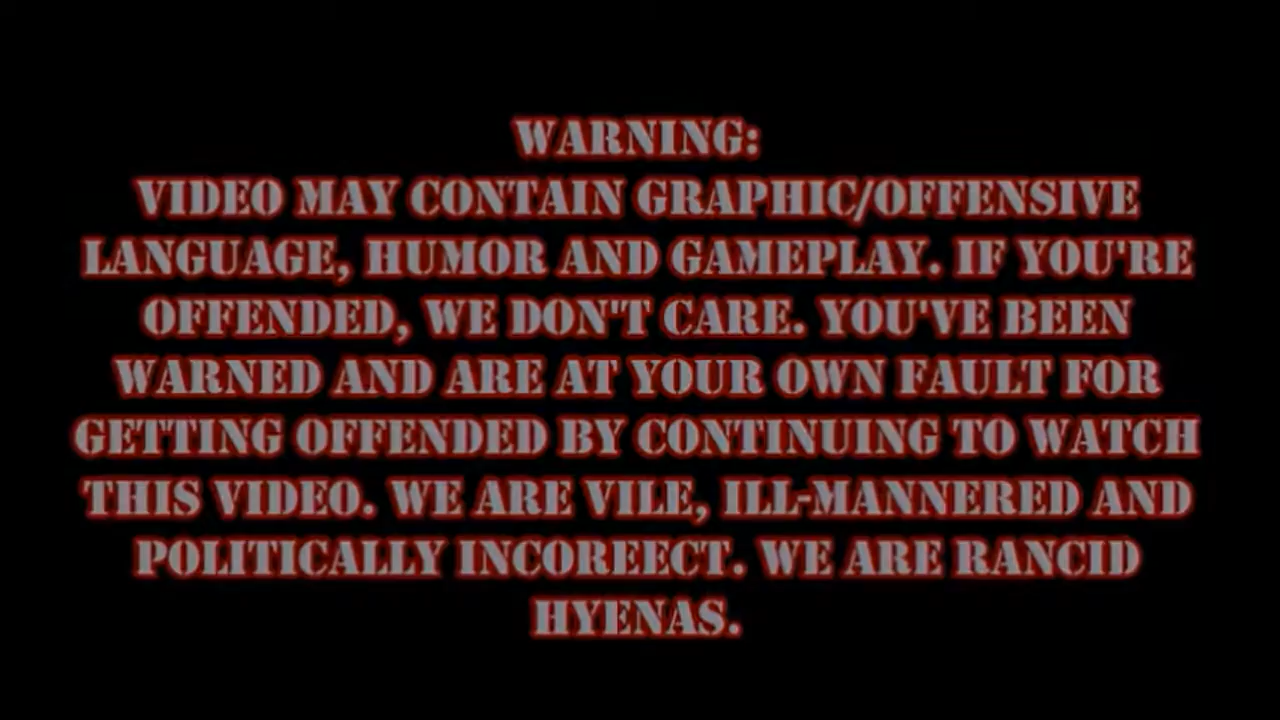 WARNING:
VIDEO MAY CONTAIN GRAPHIC/OFFENSIVE
LANGUAGE, HUMOR AND GAMEPLAY. IF YOU'RE
OFFENDED, WE DON'T CARE. YOU'VE BEEN
WARNED AND ARE AT YOUR OWN FAULT FOR
GETTING OFFENDED BY CONTINUING TO WATCH
THIS VIDEO. WE ARE VILE, ILL-MANNERED AND
POLITICALLY INCOREECT. WE ARE RANCID
HYENAS.